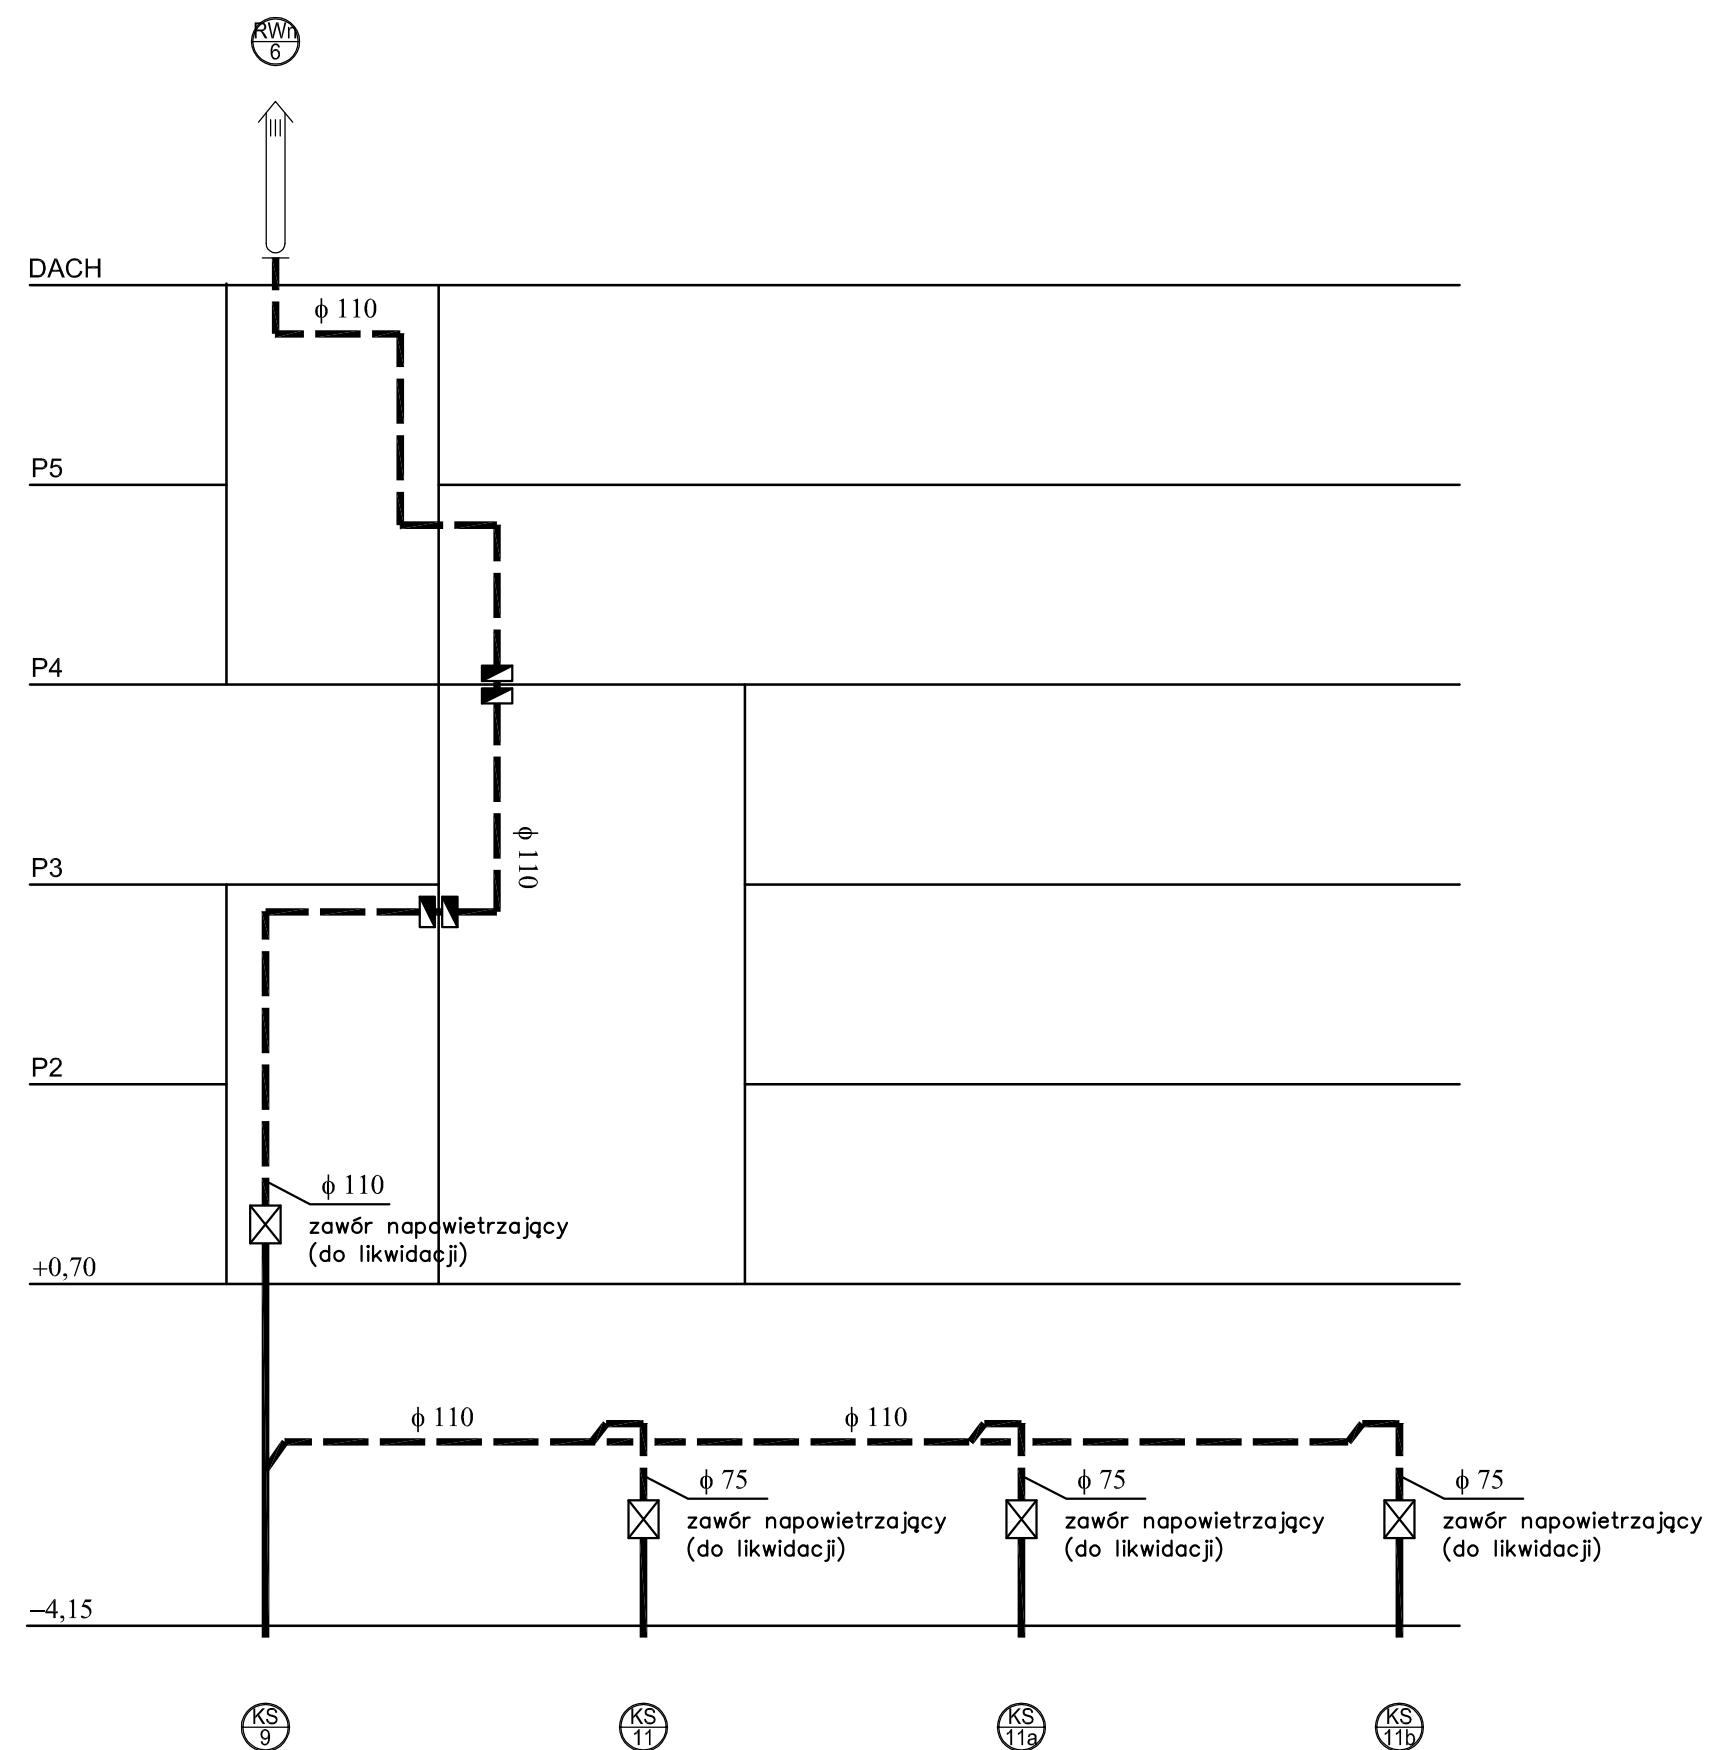 RWn
6
DACH
ϕ 110
P5
P4
ϕ 110
P3
P2
ϕ 110
zawór napowietrzający
(do likwidacji)
+0,70
ϕ 110
ϕ 110
ϕ 75
zawór napowietrzający
(do likwidacji)
ϕ 75
zawór napowietrzający
(do likwidacji)
ϕ 75
zawór napowietrzający
(do likwidacji)
−4,15
KS
9
KS
11
KS
11a
KS
11b